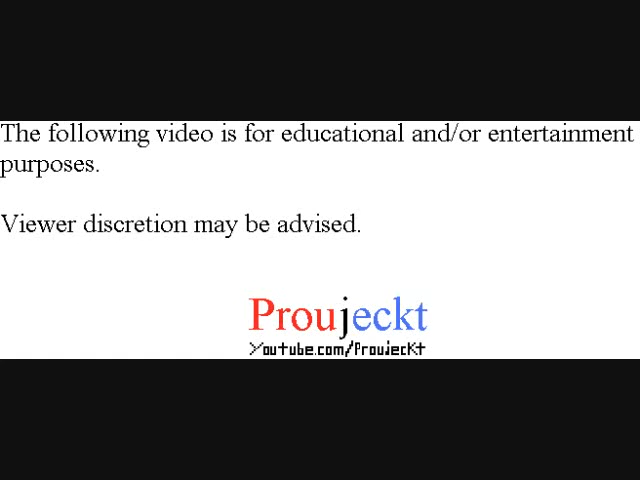 The following video is for educational and/or entertainment
purposes.
Viewer discretion may be advised.
Proujeckt
Youtube.com/ProujecKt